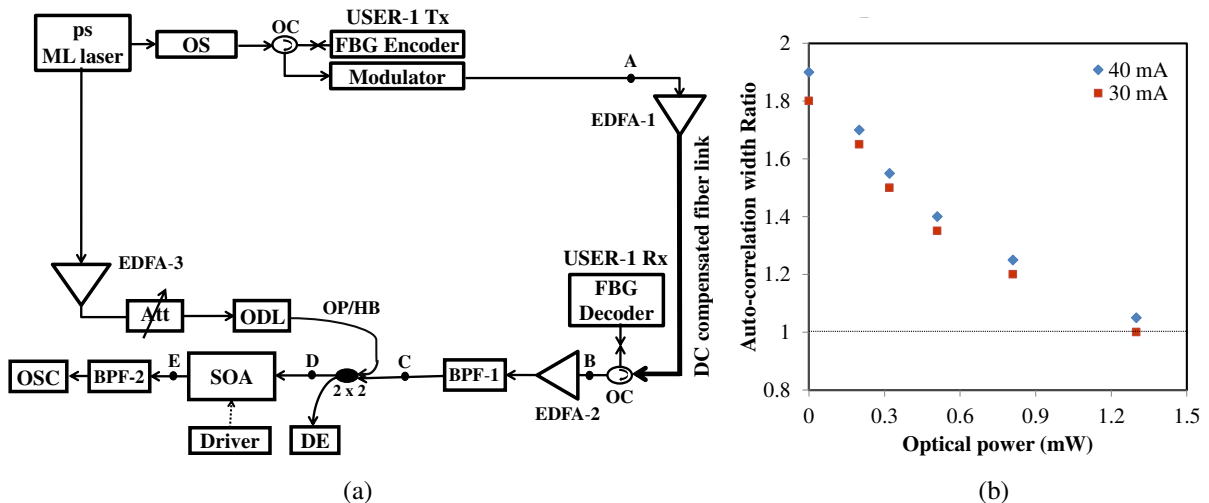 ps
ML laser
OS
OC
USER-1 Tx
FBG Encoder
Modulator
A
EDFA-1
DC compensated fiber link
USER-1 Rx
FBG
Decoder
EDFA-3
Att
ODL
OP/HB
OSC
BPF-2
E
SOA
D
2 x 2
C
BPF-1
EDFA-2
B
OC
Driver
DE
(a)
Auto-correlation width Ratio
2
1.8
1.6
1.4
1.2
1
0.8
40 mA
30 mA
0
0.3
0.6
0.9
1.2
1.5
Optical power (mW)
(b)